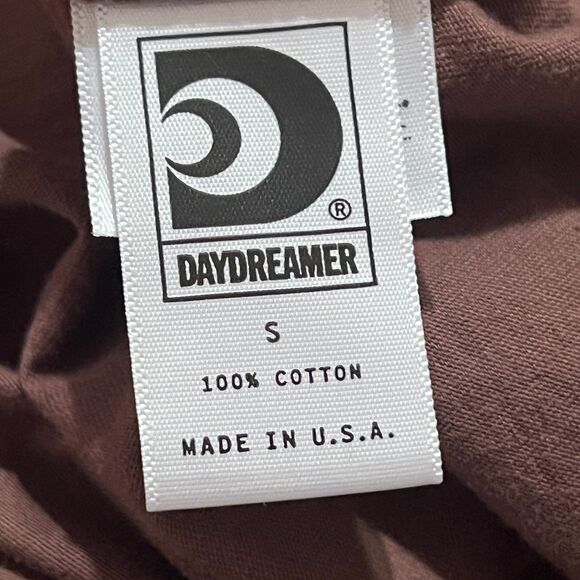 ®
DAYDREAMER
S
100% COTTON
MADE IN U.S.A.